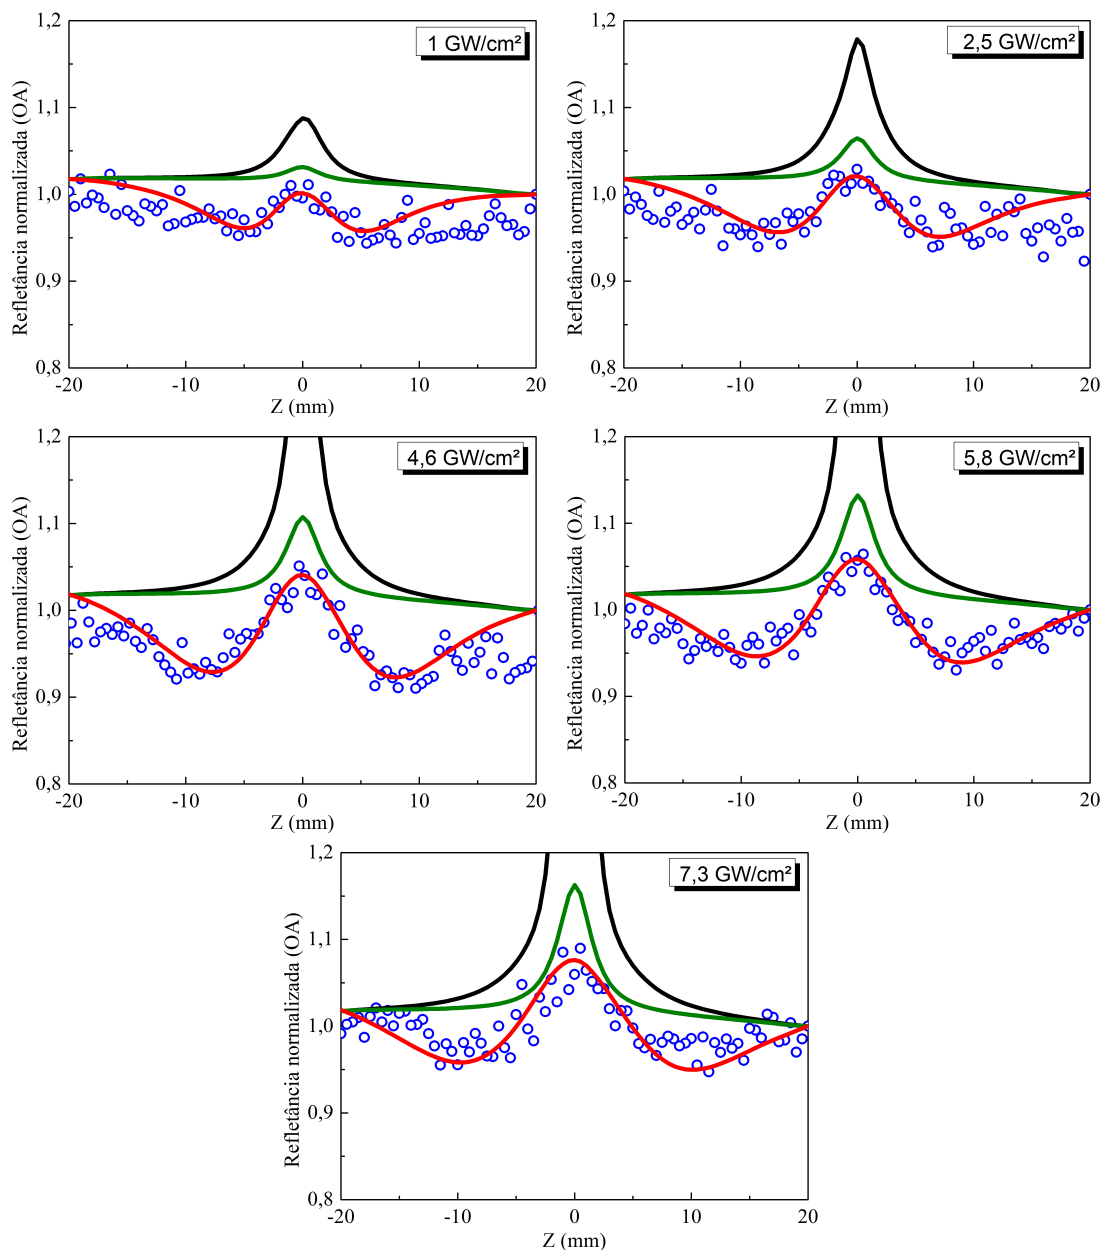 1,2
1 GW/cm²
1,1
1,0
0,9
0,8
Refletância normalizada (OA)
-20 -10 0 10 20
Z (mm)
1,2
2,5 GW/cm²
1,1
1,0
0,9
0,8
Refletância normalizada (OA)
-20 -10 0 10 20
Z (mm)
1,2
4,6 GW/cm²
1,1
1,0
0,9
0,8
Refletância normalizada (OA)
-20 -10 0 10 20
Z (mm)
1,2
5,8 GW/cm²
1,1
1,0
0,9
0,8
Refletância normalizada (OA)
-20 -10 0 10 20
Z (mm)
1,2
7,3 GW/cm²
1,1
1,0
0,9
0,8
Refletância normalizada (OA)
-20 -10 0 10 20
Z (mm)